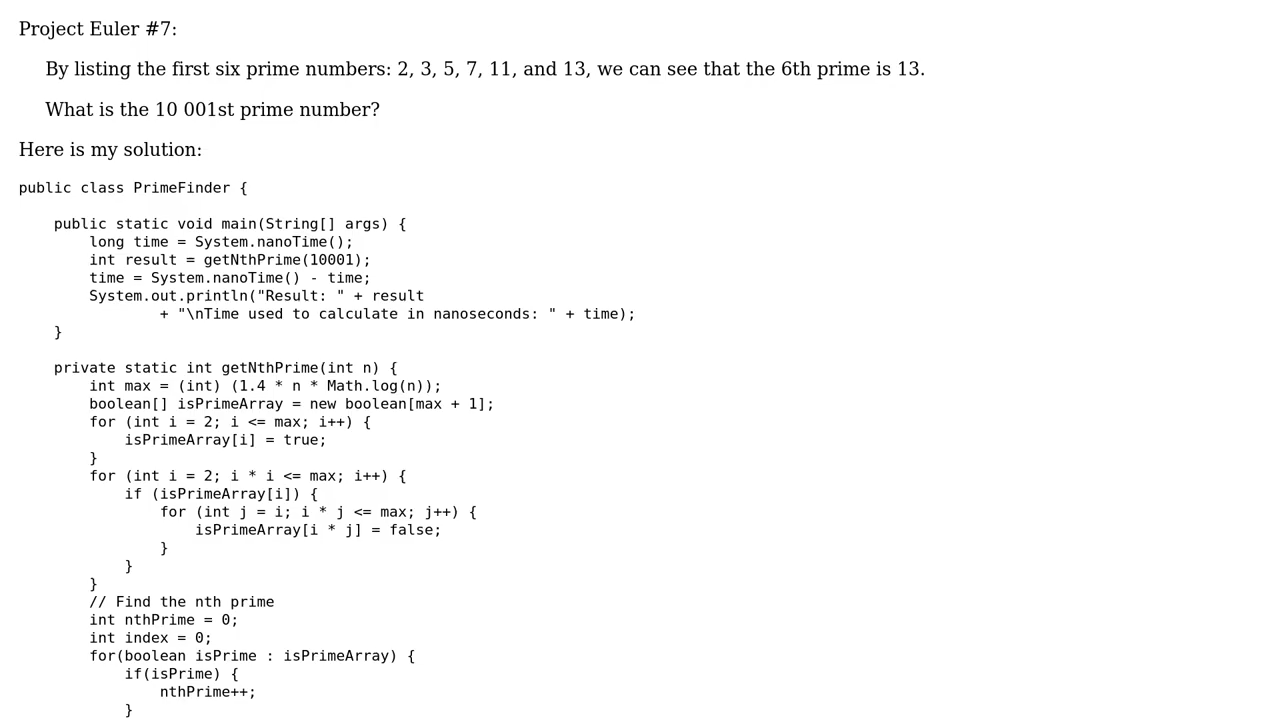 Project Euler #7:
By listing the first six prime numbers: 2, 3, 5, 7, 11, and 13, we can see that the 6th prime is 13.
What is the 10 001st prime number?
Here is my solution:
public class PrimeFinder {
    public static void main(String[] args) {
        long time = System.nanoTime();
        int result = getNthPrime(10001);
        time = System.nanoTime() - time;
        System.out.println("Result: " + result
                + "\nTime used to calculate in nanoseconds: " + time);
    }
    private static int getNthPrime(int n) {
        int max = (int) (1.4 * n * Math.log(n));
        boolean[] isPrimeArray = new boolean[max + 1];
        for (int i = 2; i <= max; i++) {
            isPrimeArray[i] = true;
        }
        for (int i = 2; i * i <= max; i++) {
            if (isPrimeArray[i]) {
                for (int j = i; i * j <= max; j++) {
                    isPrimeArray[i * j] = false;
                }
            }
        }
        // Find the nth prime
        int nthPrime = 0;
        int index = 0;
        for(boolean isPrime : isPrimeArray) {
            if(isPrime) {
                nthPrime++;
            }